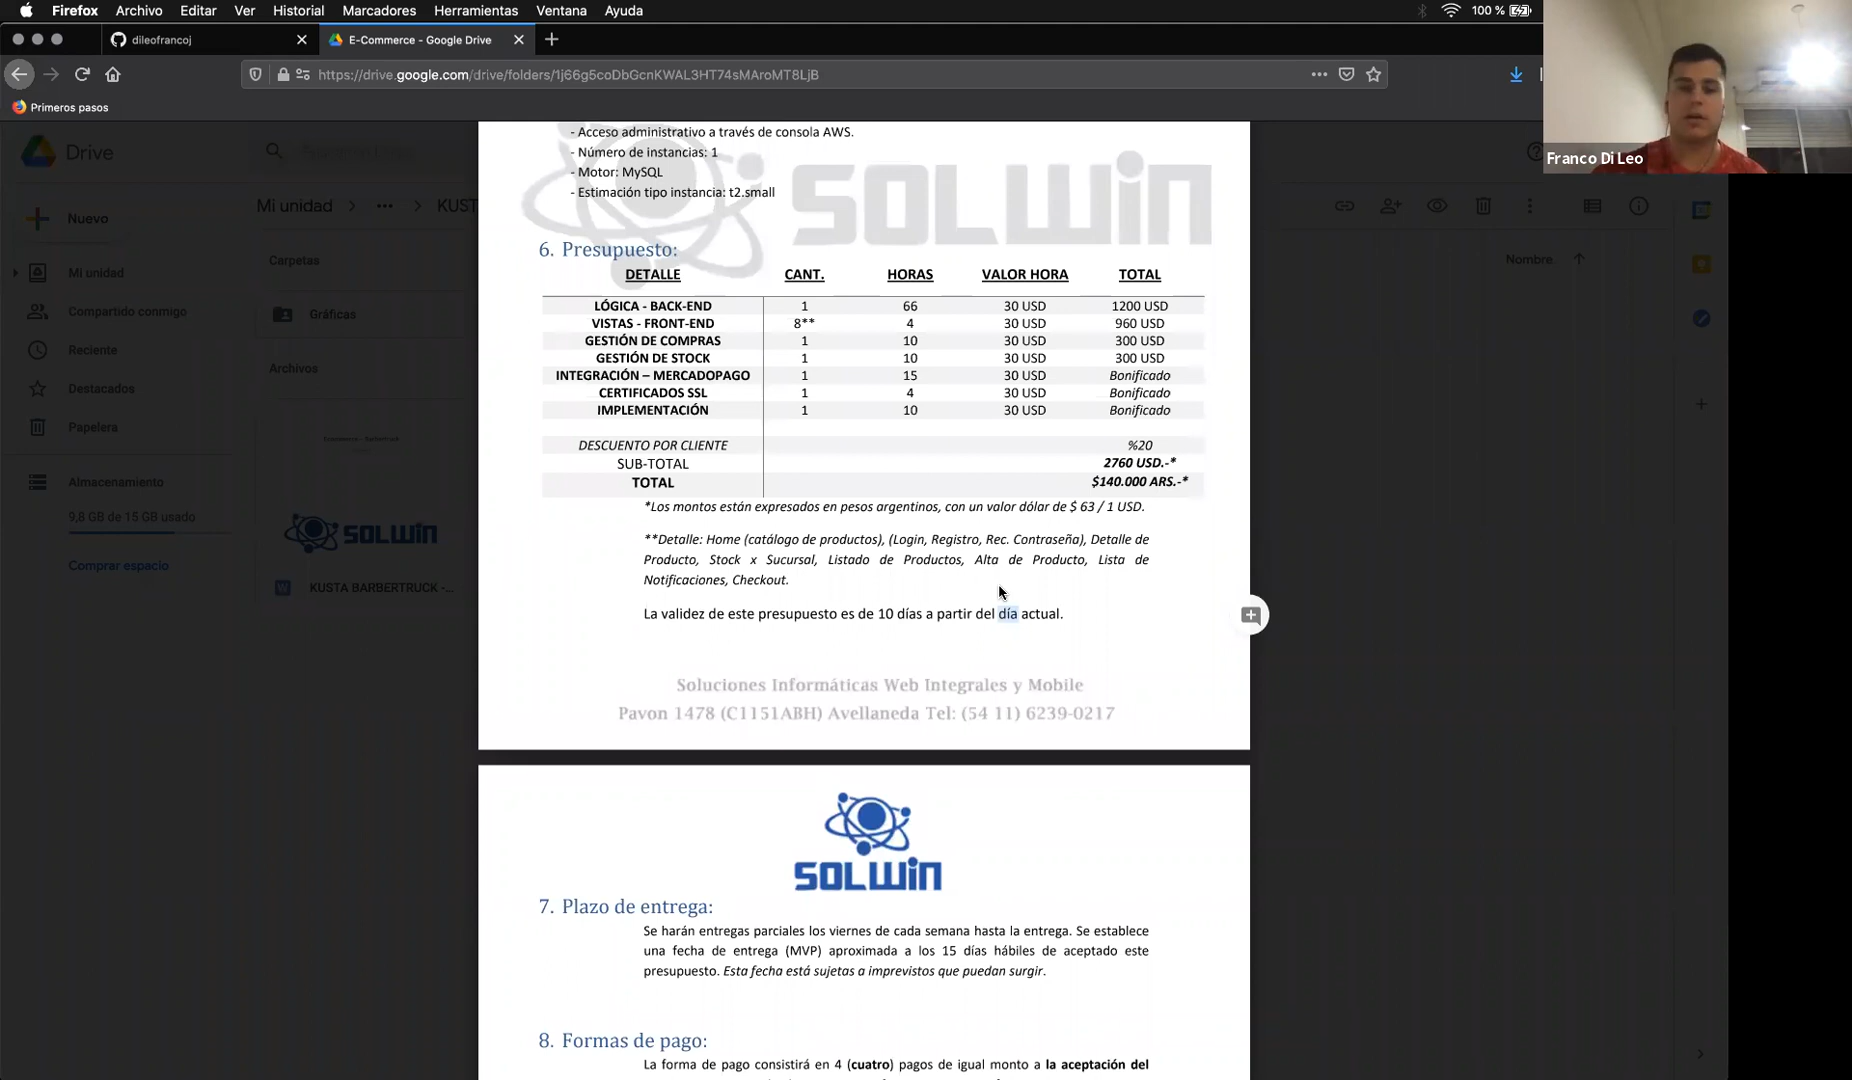 Firefox Archivo Editar Ver Historial Marcadores Herramientas Ventana Ayuda 100 %
dileofrancoj
E-Commerce - Google Drive
https://drive.google.com/drive/folders/1j66g5coDbGcnKWAL3HT74sMAroMT8LjB
Primeros pasos
Franco Di Leo
Drive
Nuevo
Mi unidad
Compartido conmigo
Reciente
Destacados
Papelera
Almacenamiento
9,8 GB de 15 GB usado
Comprar espacio
Mi unidad ... KUST
Carpetas
Nombre
Gráficas
Archivos
SOLWIN
KUSTA BARBERTRUCK -...
- Acceso administrativo a través de consola AWS.
- Número de instancias: 1
- Motor: MySQL
- Estimación tipo instancia: t2.small
SOLWIN
6. Presupuesto:
DETALLE CANT. HORAS VALOR HORA TOTAL
LÓGICA - BACK-END 1 66 30 USD 1200 USD
VISTAS - FRONT-END 8** 4 30 USD 960 USD
GESTIÓN DE COMPRAS 1 10 30 USD 300 USD
GESTIÓN DE STOCK 1 10 30 USD 300 USD
INTEGRACIÓN – MERCADOPAGO 1 15 30 USD Bonificado
CERTIFICADOS SSL 1 4 30 USD Bonificado
IMPLEMENTACIÓN 1 10 30 USD Bonificado
DESCUENTO POR CLIENTE %20
SUB-TOTAL 2760 USD.-*
TOTAL $140.000 ARS.-*
*Los montos están expresados en pesos argentinos, con un valor dólar de $ 63 / 1 USD.
**Detalle: Home (catálogo de productos), (Login, Registro, Rec. Contraseña), Detalle de
Producto, Stock x Sucursal, Listado de Productos, Alta de Producto, Lista de
Notificaciones, Checkout.
La validez de este presupuesto es de 10 días a partir del día actual.
Soluciones Informáticas Web Integrales y Mobile
Pavon 1478 (C1151ABH) Avellaneda Tel: (54 11) 6239-0217
SOLWIN
7. Plazo de entrega:
Se harán entregas parciales los viernes de cada semana hasta la entrega. Se establece
una fecha de entrega (MVP) aproximada a los 15 días hábiles de aceptado este
presupuesto. Esta fecha está sujetas a imprevistos que puedan surgir.
8. Formas de pago:
La forma de pago consistirá en 4 (cuatro) pagos de igual monto a la aceptación del